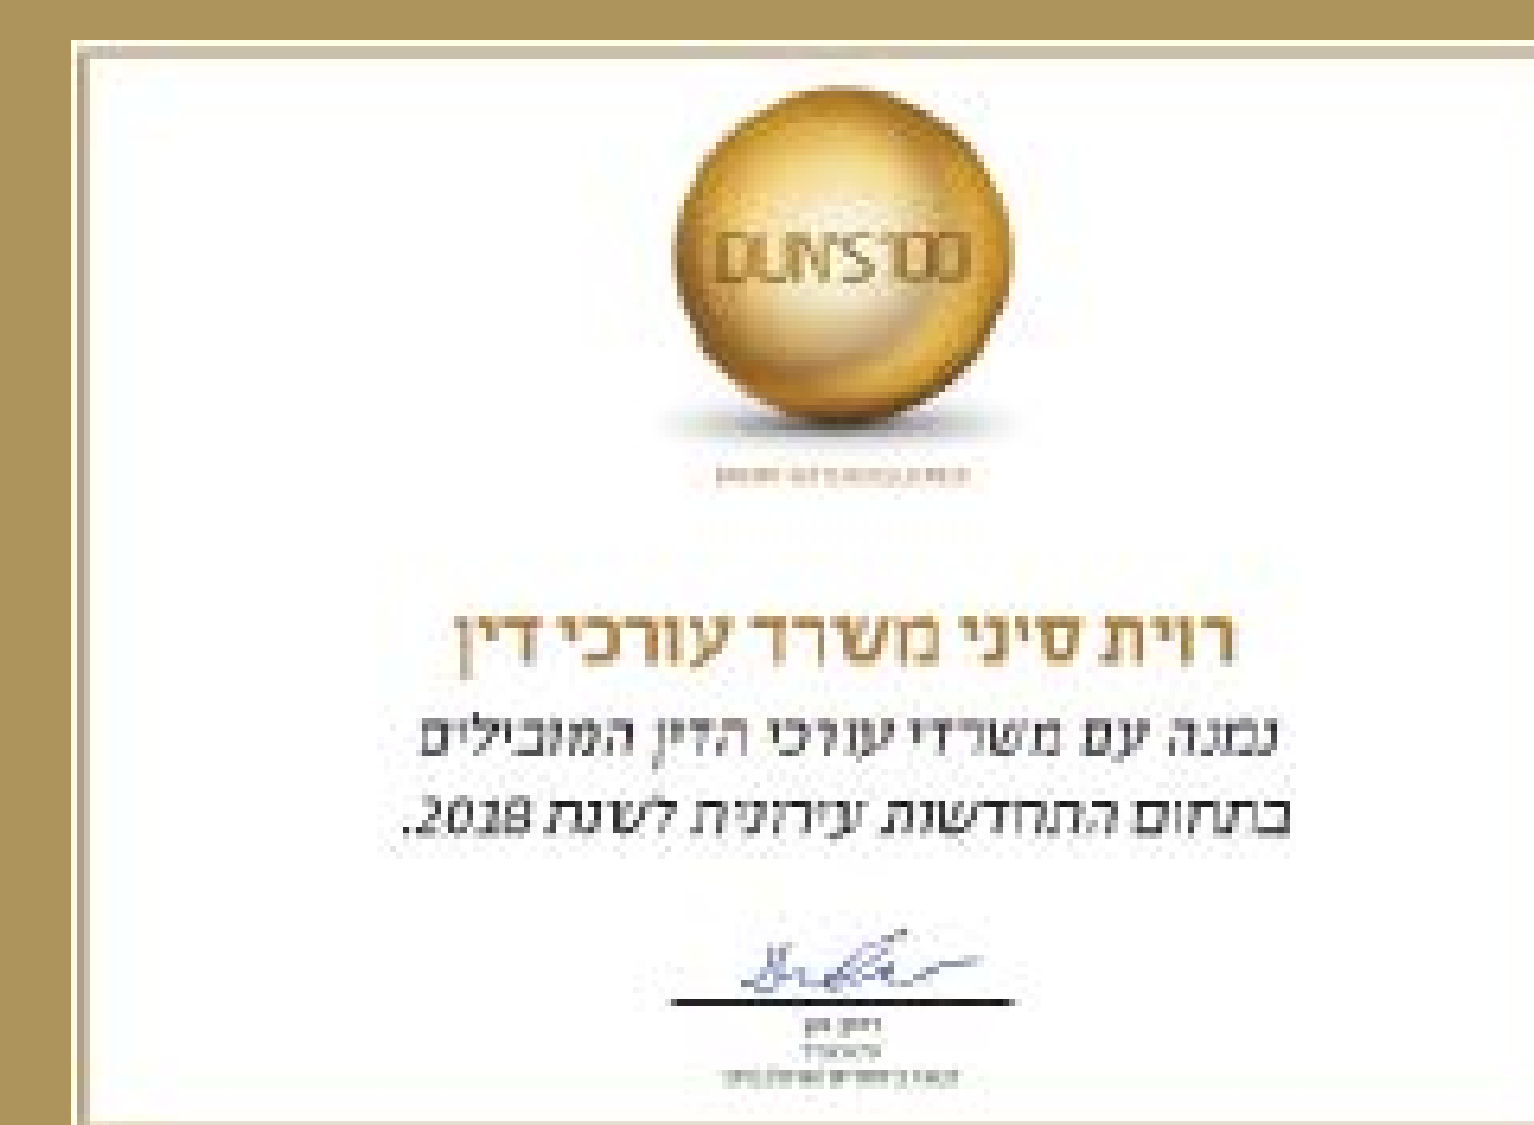 DUN'S 100
רוית סיני משרד עורכי דין
נמנה עם משרדי עורכי הדין המובילים
בתחום התחדשות עירונית לשנת 2018.